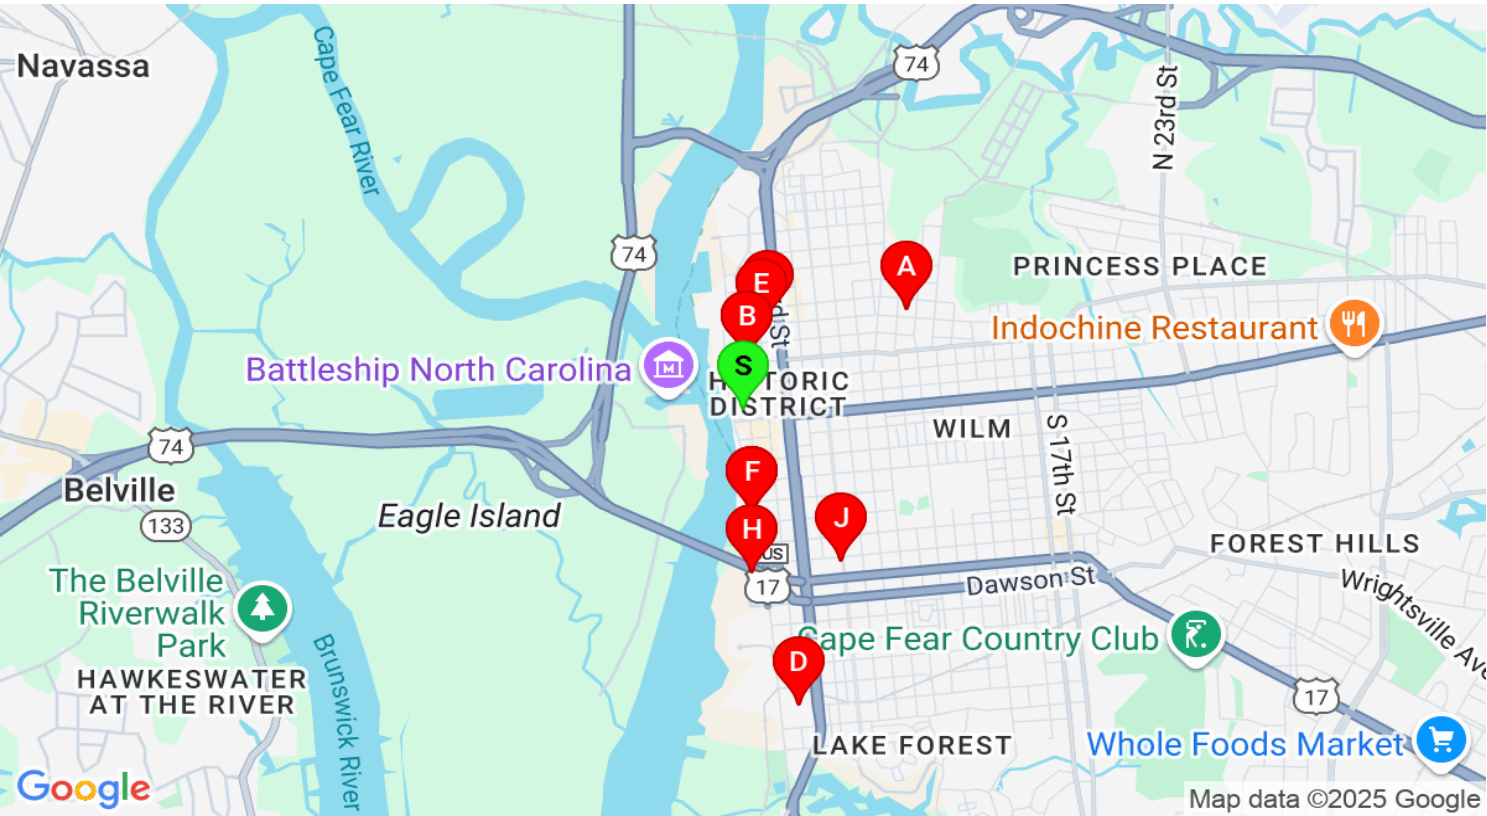 Navassa
Cape Fear River
74
N 23rd St
74
A
PRINCESS PLACE
E
B
d St
Indochine Restaurant
S
Battleship North Carolina
DISTRICT
WILM
S 17th St
74
Belville
133
Eagle Island
F
J
H
US
17
FOREST HILLS
Dawson St
Wrightsville Ave
The Belville
Riverwalk
Park
Cape Fear Country Club
D
HAWKESWATER
AT THE RIVER
Brunswick River
17
LAKE FOREST
Whole Foods Market
Google
Map data ©2025 Google